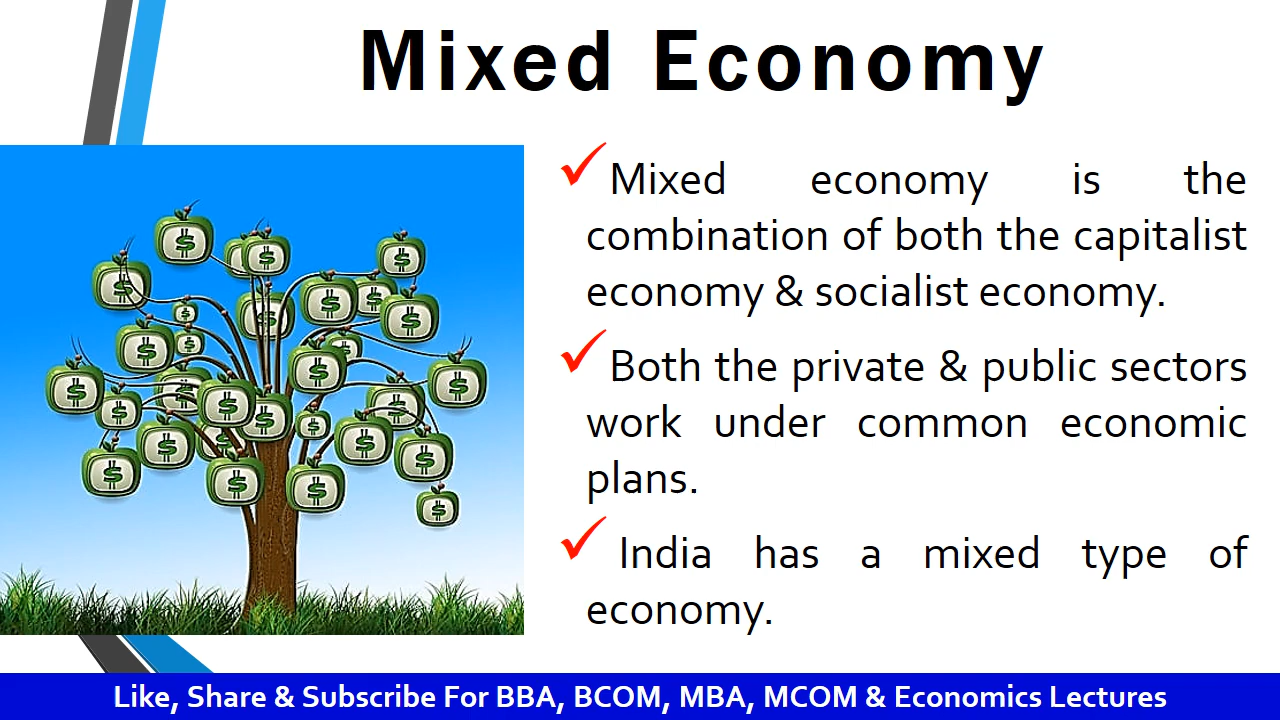 Mixed Economy
Mixed economy is the
combination of both the capitalist
economy & socialist economy.
Both the private & public sectors
work under common economic
plans.
India has a mixed type of
economy.
Like, Share & Subscribe For BBA, BCOM, MBA, MCOM & Economics Lectures